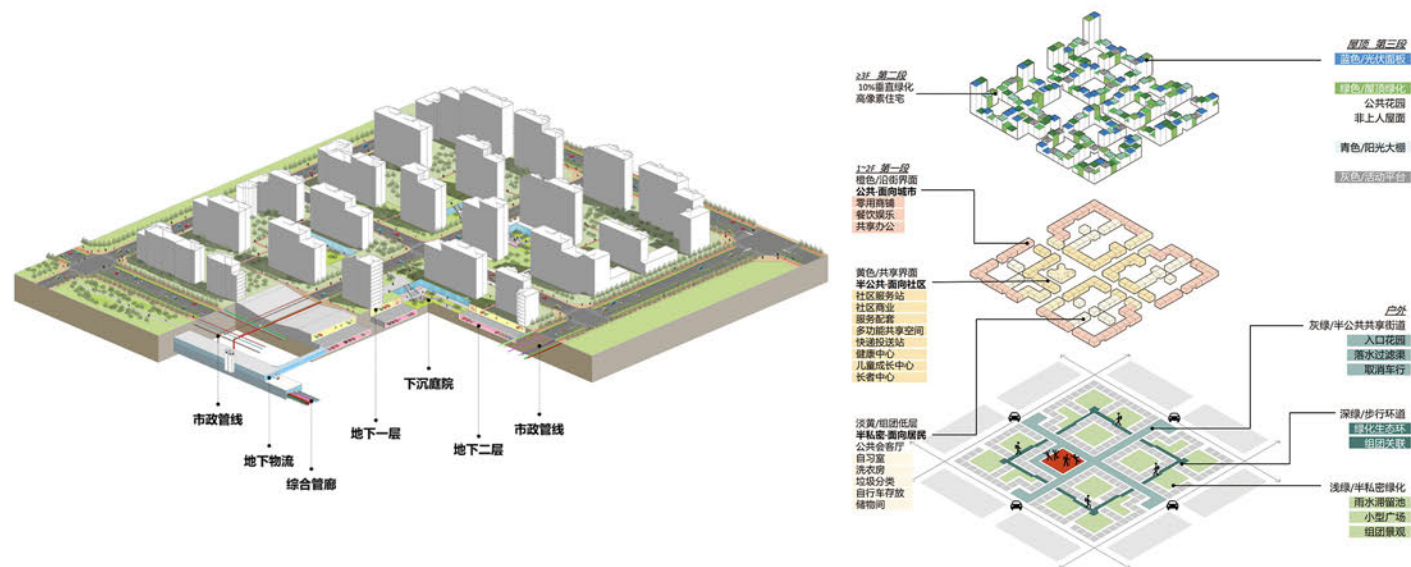 市政管线
地下物流
综合管廊
地下一层
下沉庭院
地下二层
市政管线
≥3F 第二段
10%垂直绿化
高像素住宅
1~2F 第一段
橙色/沿街界面
公共-面向城市
零用商铺
餐饮娱乐
共享办公
黄色/共享界面
半公共-面向社区
社区服务站
社区商业
服务配套
多功能共享空间
快递投送站
健康中心
儿童成长中心
长者中心
淡黄/组团低层
半私密-面向居民
公共会客厅
自习室
洗衣房
垃圾分类
自行车存放
储物间
屋顶 第三段
蓝色/光伏面板
绿色/屋顶绿化
公共花园
非上人屋面
青色/阳光大棚
灰色/活动平台
户外
灰绿/半公共共享街道
入口花园
落水过滤渠
取消车行
深绿/步行环道
绿化生态环
组团关联
浅绿/半私密绿化
雨水滞留池
小型广场
组团景观